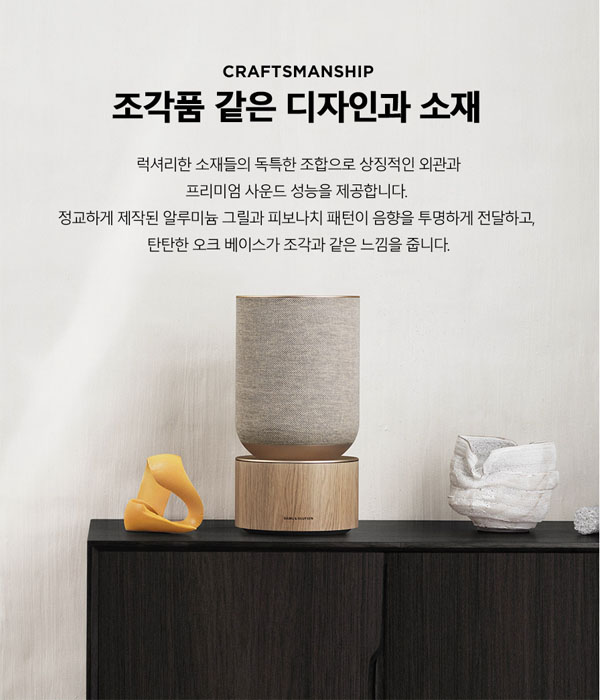 CRAFTSMANSHIP
조각품 같은 디자인과 소재
럭셔리한 소재들의 독특한 조합으로 상징적인 외관과
프리미엄 사운드 성능을 제공합니다.
정교하게 제작된 알루미늄 그릴과 피보나치 패턴이 음향을 투명하게 전달하고,
탄탄한 오크 베이스가 조각과 같은 느낌을 줍니다.
BANG & OLUFSEN